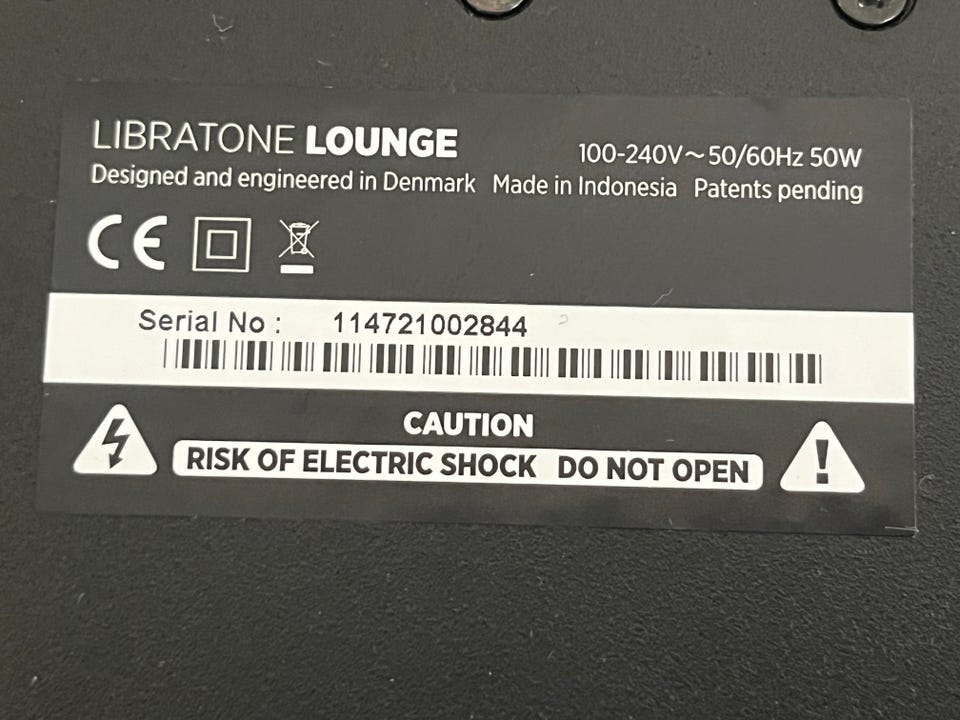 LIBRATONE LOUNGE
100-240V~50/60Hz 50W
Designed and engineered in Denmark Made in Indonesia Patents pending
CE
Serial No : 114721002844
CAUTION
RISK OF ELECTRIC SHOCK DO NOT OPEN